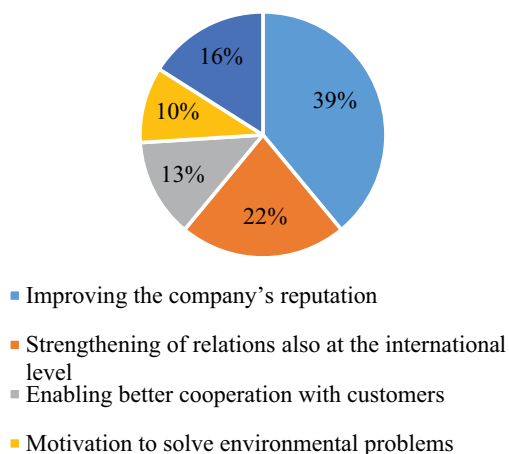 16%
39%
10%
13%
22%
Improving the company’s reputation
Strengthening of relations also at the international
level
Enabling better cooperation with customers
Motivation to solve environmental problems